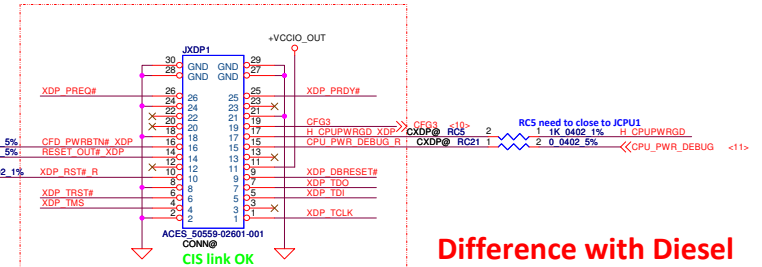 +VCCIO_OUT
JXDP1
30 GND GND 29
28 GND GND 27
XDP_PREQ# 26 26 25 25 XDP_PRDY#
24 24 23 23
22 22 21 21
20 20 19 19 CFG3 CFG3 <10>
RC5 need to close to JCPU1
18 18 17 17 H_CPUPWRGD_XDP CXDP@ RC5 2 1 1K_0402_1% H_CPUPWRGD
5% CFD_PWRBTN#_XDP 16 16 15 15 CPU_PWR_DEBUG_R CXDP@ RC21 1 2 0_0402_5% CPU_PWR_DEBUG <11>
5% RESET_OUT#_XDP 14 14 13 13
12 12 11 11
2_1% XDP_RST#_R 10 10 9 9 XDP_DBRESET#
8 8 7 7 XDP_TDO
XDP_TRST# 6 6 5 5 XDP_TDI
XDP_TMS 4 4 3 3
2 2 1 1 XDP_TCLK
ACES_50559-02601-001
CONN@
CIS link OK
Difference with Diesel